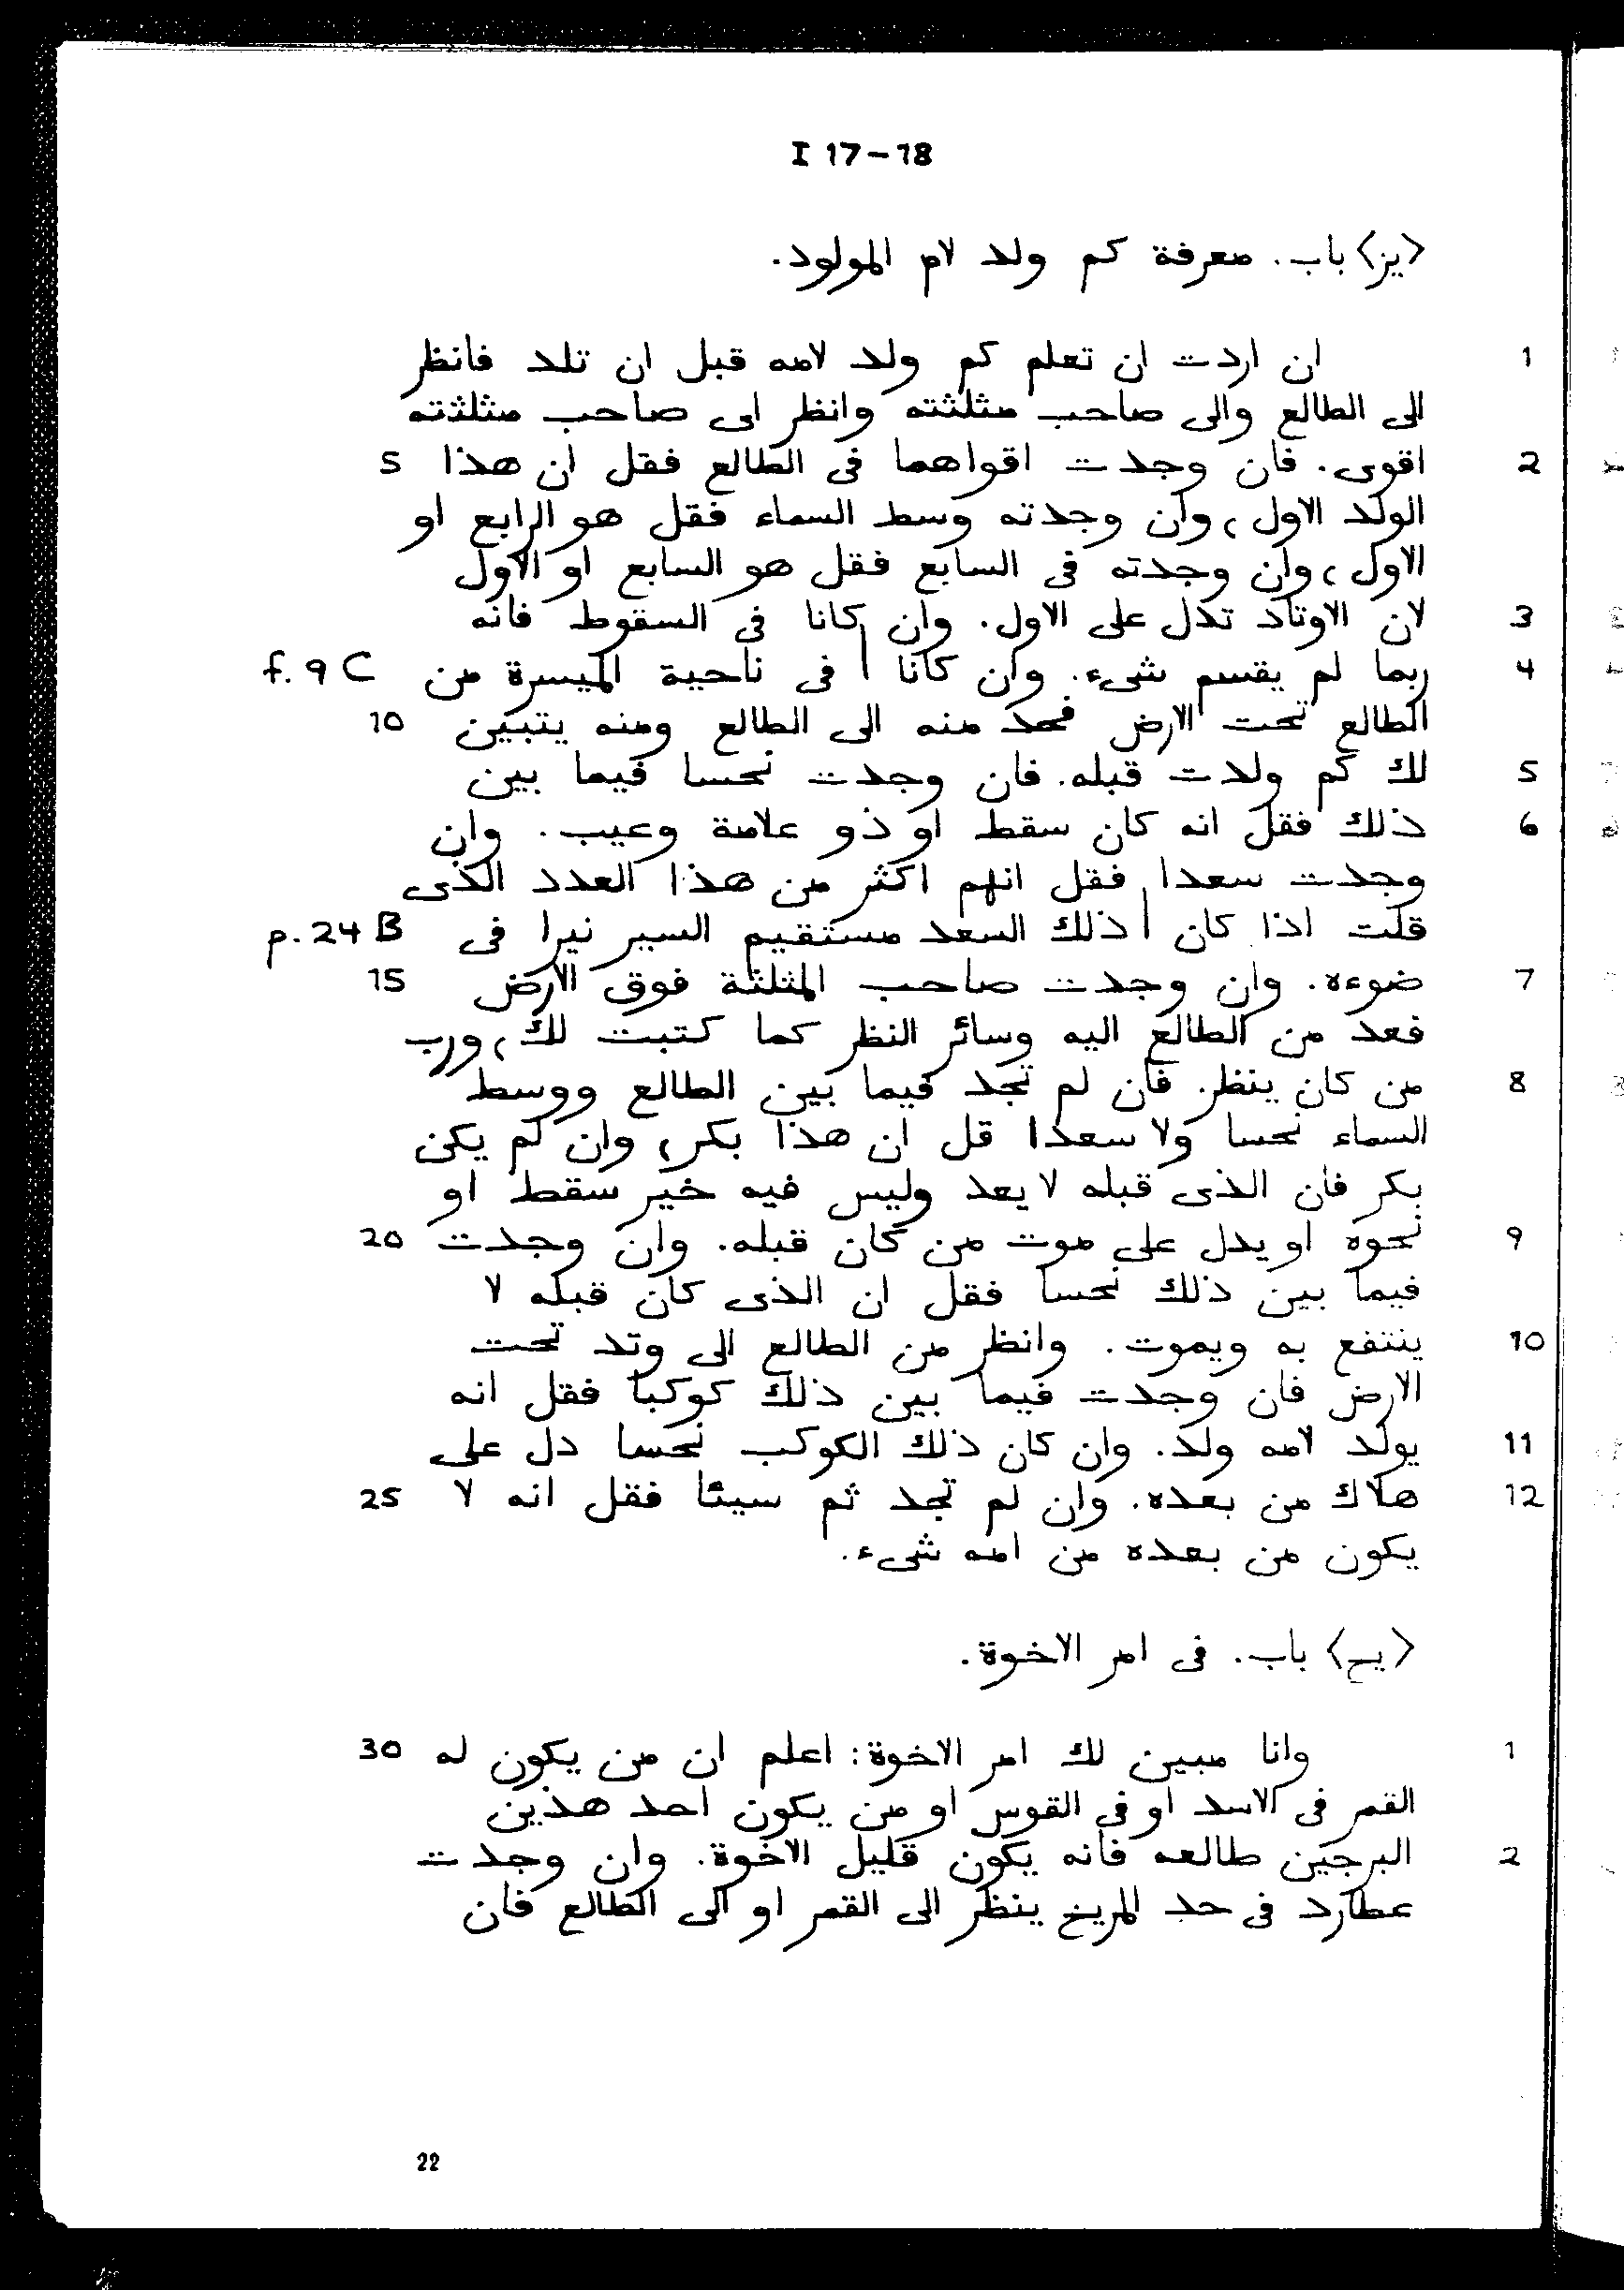 I 17-18
<يز> باب. معرفة كم ولد لام المولود.
1 ان اردت ان تعلم كم ولد لامه قبل ان تلد فانظر
الى الطالع والى صاحب مثلثته وانظر اى صاحب مثلثته
2 اقوى. فان وجدت اقواهما فى الطالع فقل ان هذا 5
الولد الاول، وان وجدته وسط السماء فقل هو الرابع او
الاول، وان وجدته فى السابع فقل هو السابع او الاول
3 لان الاوتاد تدل على الاول. وان كانا فى السقوط فانه
4 ربما لم يقسم شىء. وان كانا | فى ناحية الميسرة من f. 9 C
الطالع تحت الارض فحد منه الى الطالع ومنه يتبين 10
5 لك كم ولدت قبله. فان وجدت نحسا فيما بين
6 ذلك فقل انه كان سقط او ذو علامة وعيب. وان
وجدت سعدا فقل انهم اكثر من هذا العدد الذى
قلت اذا كان | ذلك السعد مستقيم السير نيرا فى p. 24 B
7 ضوءه. وان وجدت صاحب المثلثة فوق الارض 15
فعد من الطالع اليه وسائر النظر كما كتبت لك، ورب
8 من كان ينظر. فان لم تجد فيما بين الطالع ووسط
السماء نحسا ولا سعدا قل ان هذا بكر، وان لم يكن
بكر فان الذى قبله لا يعد وليس فيه خير سقط او
9 نحوه او يدل على موت من كان قبله. وان وجدت 20
فيما بين ذلك نحسا فقل ان الذى كان قبله لا
10 ينتفع به ويموت. وانظر من الطالع الى وتد تحت
الارض فان وجدت فيما بين ذلك كوكبا فقل انه
11 يولد لامه ولد. وان كان ذلك الكوكب نحسا دل على
12 هلاك من بعده. وان لم تجد ثم سيئا فقل انه لا 25
يكون من بعده من امه شىء.
<يح> باب. فى امر الاخوة.
1 وانا مبين لك امر الاخوة: اعلم ان من يكون له 30
القمر فى الاسد او فى القوس او من يكون احد هذين
2 البرجين طالعه فانه يكون قليل الاخوة. وان وجدت
عطارد فى حد المريخ ينظر الى القمر او الى الطالع فان
22